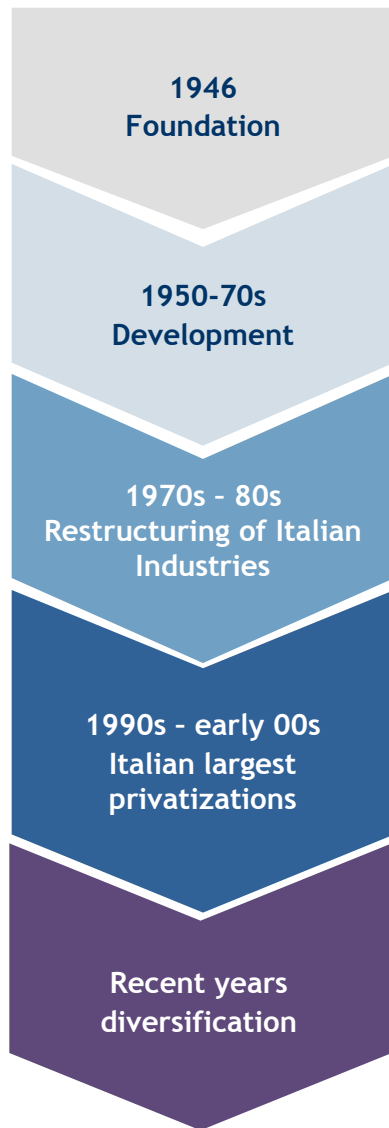 1946
Foundation
1950-70s
Development
1970s – 80s
Restructuring of Italian
Industries
1990s – early 00s
Italian largest
privatizations
Recent years
diversification